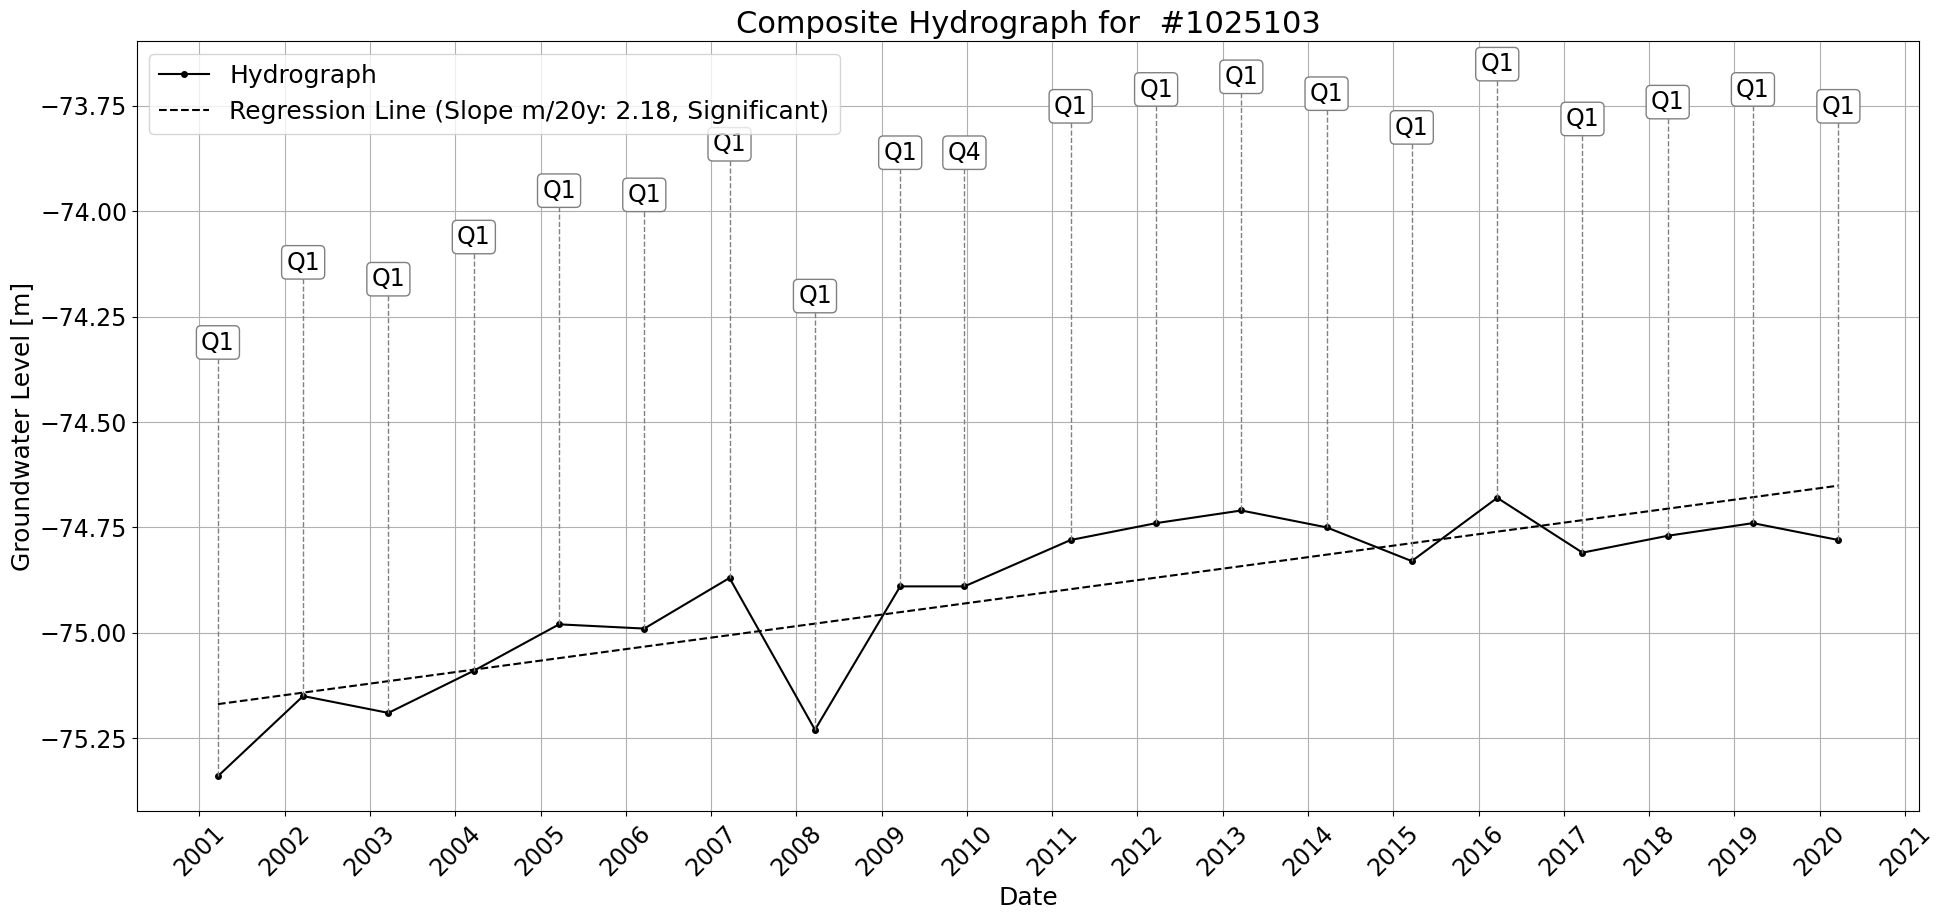 Composite Hydrograph for  #1025103
Hydrograph
Regression Line (Slope m/20y: 2.18, Significant)
Groundwater Level [m]
−73.75
−74.00
−74.25
−74.50
−74.75
−75.00
−75.25
Q1
Q1
Q1
Q1
Q1
Q1
Q1
Q1
Q1
Q4
Q1
Q1
Q1
Q1
Q1
Q1
Q1
Q1
Q1
Q1
2001
2002
2003
2004
2005
2006
2007
2008
2009
2010
2011
2012
2013
2014
2015
2016
2017
2018
2019
2020
2021
Date